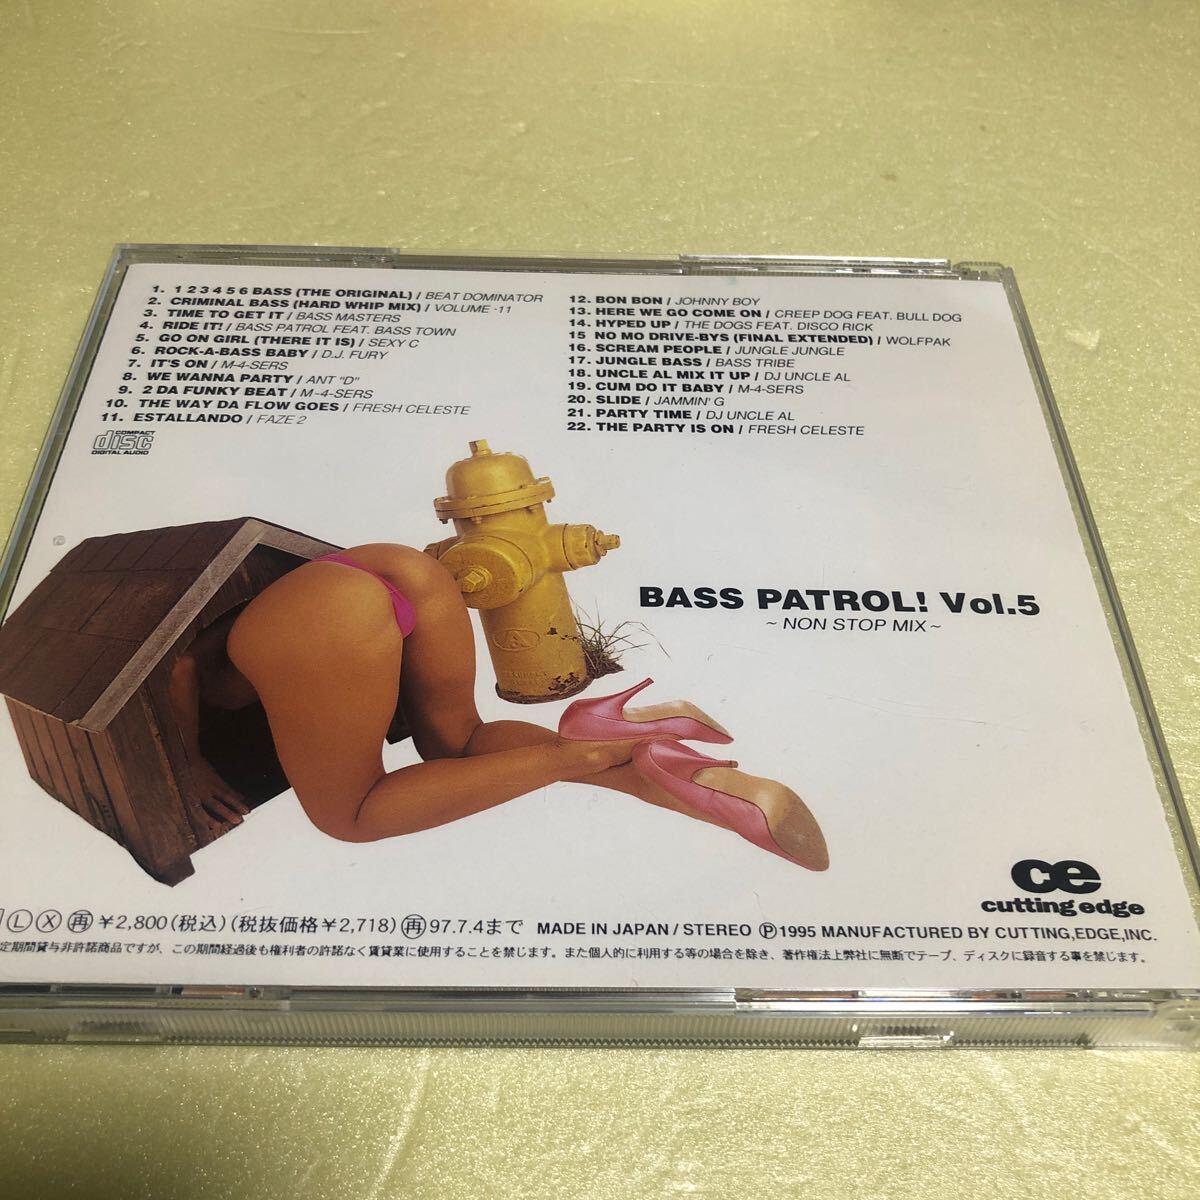 1. 1 2 3 4 5 6 BASS (THE ORIGINAL) / BEAT DOMINATOR
2. CRIMINAL BASS (HARD WHIP MIX) / VOLUME -11
3. TIME TO GET IT / BASS MASTERS
4. RIDE IT! / BASS PATROL FEAT. BASS TOWN
5. GO ON GIRL (THERE IT IS) / SEXY C
6. ROCK-A-BASS BABY / D.J. FURY
7. IT'S ON / M-4-SERS
8. WE WANNA PARTY / ANT "D"
9. 2 DA FUNKY BEAT / M-4-SERS
10. THE WAY DA FLOW GOES / FRESH CELESTE
11. ESTALLANDO / FAZE 2
12. BON BON / JOHNNY BOY
13. HERE WE GO COME ON / CREEP DOG FEAT. BULL DOG
14. HYPED UP / THE DOGS FEAT. DISCO RICK
15. NO MO DRIVE-BYS (FINAL EXTENDED) / WOLFPAK
16. SCREAM PEOPLE / JUNGLE JUNGLE
17. JUNGLE BASS / BASS TRIBE
18. UNCLE AL MIX IT UP / DJ UNCLE AL
19. CUM DO IT BABY / M-4-SERS
20. SLIDE / JAMMIN' G
21. PARTY TIME / DJ UNCLE AL
22. THE PARTY IS ON / FRESH CELESTE
COMPACT
disc
DIGITAL AUDIO
BASS PATROL! Vol.5
~ NON STOP MIX ~
ce
cutting edge
Ⓛ Ⓧ ㊢ ¥2,800(税込)(税抜価格¥2,718) 再 97.7.4まで MADE IN JAPAN / STEREO Ⓟ1995 MANUFACTURED BY CUTTING,EDGE,INC.
定期間貸与非許諾商品ですが、この期間経過後も権利者の許諾なく賃貸業に使用することを禁じます。また個人的に利用する等の場合を除き、著作権法上弊社に無断でテープ、ディスクに録音する事を禁じます。